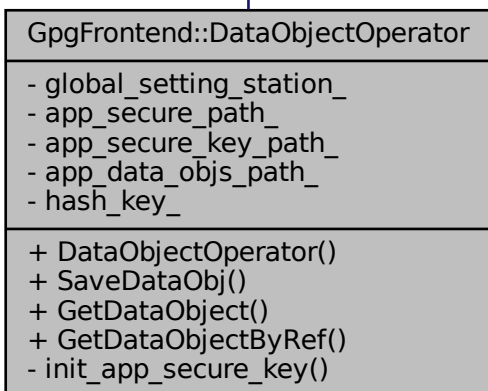 GpgFrontend::DataObjectOperator
- global_setting_station_
- app_secure_path_
- app_secure_key_path_
- app_data_objs_path_
- hash_key_
+ DataObjectOperator()
+ SaveDataObj()
+ GetDataObject()
+ GetDataObjectByRef()
- init_app_secure_key()